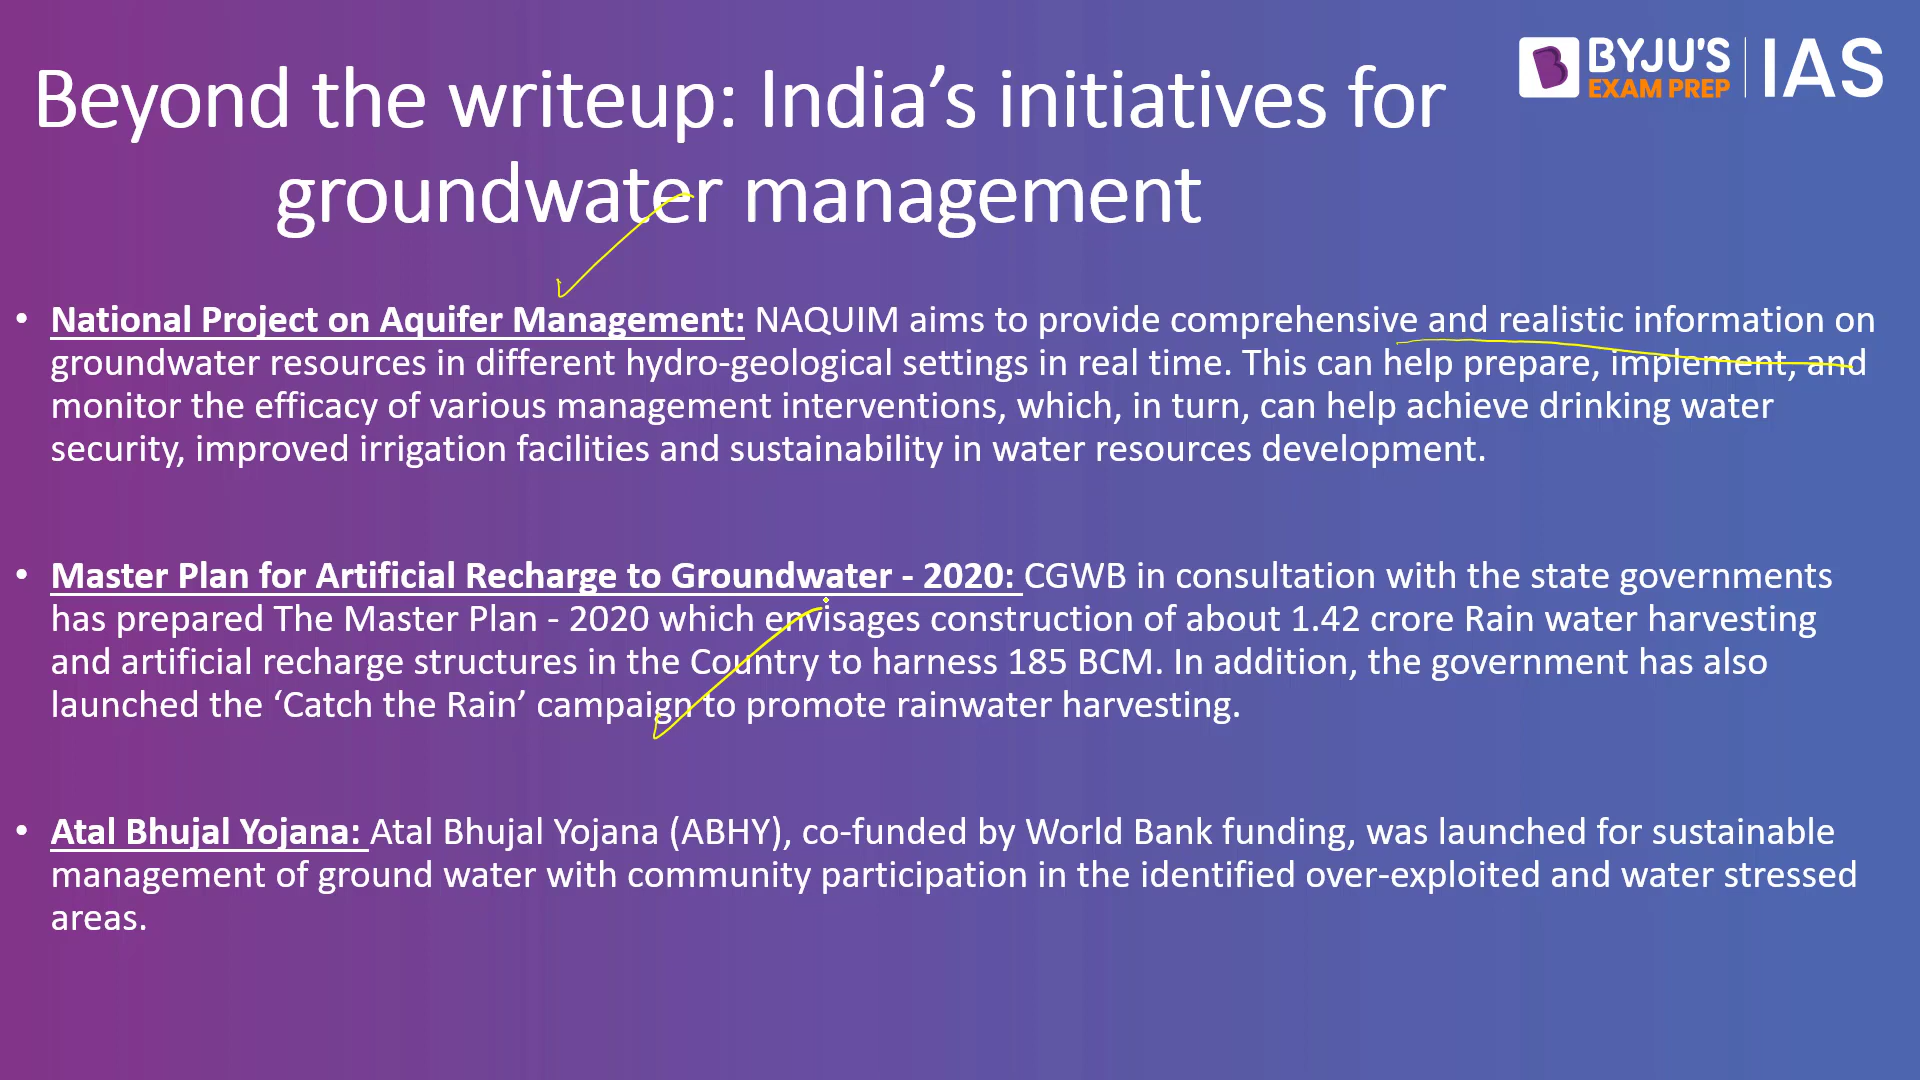 BYJU'S
EXAM PREP
IAS
Beyond the writeup: India’s initiatives for
groundwater management
• National Project on Aquifer Management: NAQUIM aims to provide comprehensive and realistic information on
groundwater resources in different hydro-geological settings in real time. This can help prepare, implement, and
monitor the efficacy of various management interventions, which, in turn, can help achieve drinking water
security, improved irrigation facilities and sustainability in water resources development.
• Master Plan for Artificial Recharge to Groundwater - 2020: CGWB in consultation with the state governments
has prepared The Master Plan - 2020 which envisages construction of about 1.42 crore Rain water harvesting
and artificial recharge structures in the Country to harness 185 BCM. In addition, the government has also
launched the ‘Catch the Rain’ campaign to promote rainwater harvesting.
• Atal Bhujal Yojana: Atal Bhujal Yojana (ABHY), co-funded by World Bank funding, was launched for sustainable
management of ground water with community participation in the identified over-exploited and water stressed
areas.